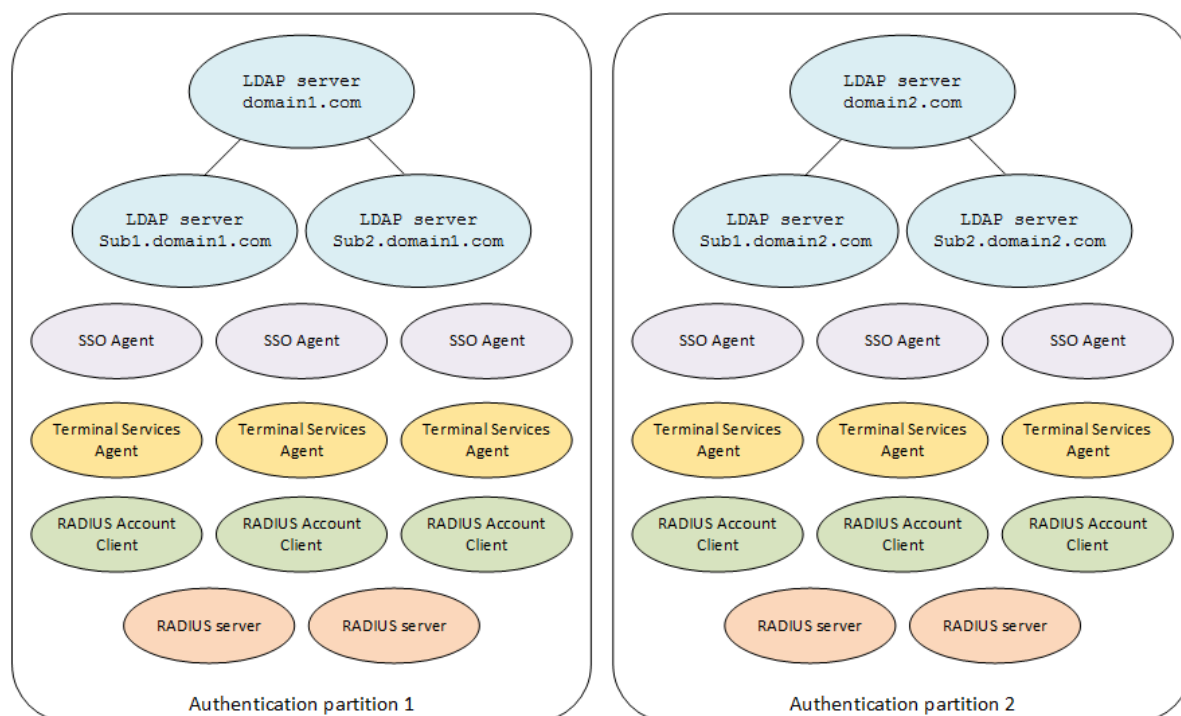 LDAP server
domain1.com
LDAP server
Sub1.domain1.com
LDAP server
Sub2.domain1.com
SSO Agent
SSO Agent
SSO Agent
Terminal Services
Agent
Terminal Services
Agent
Terminal Services
Agent
RADIUS Account
Client
RADIUS Account
Client
RADIUS Account
Client
RADIUS server
RADIUS server
Authentication partition 1
LDAP server
domain2.com
LDAP server
Sub1.domain2.com
LDAP server
Sub2.domain2.com
SSO Agent
SSO Agent
SSO Agent
Terminal Services
Agent
Terminal Services
Agent
Terminal Services
Agent
RADIUS Account
Client
RADIUS Account
Client
RADIUS Account
Client
RADIUS server
RADIUS server
Authentication partition 2